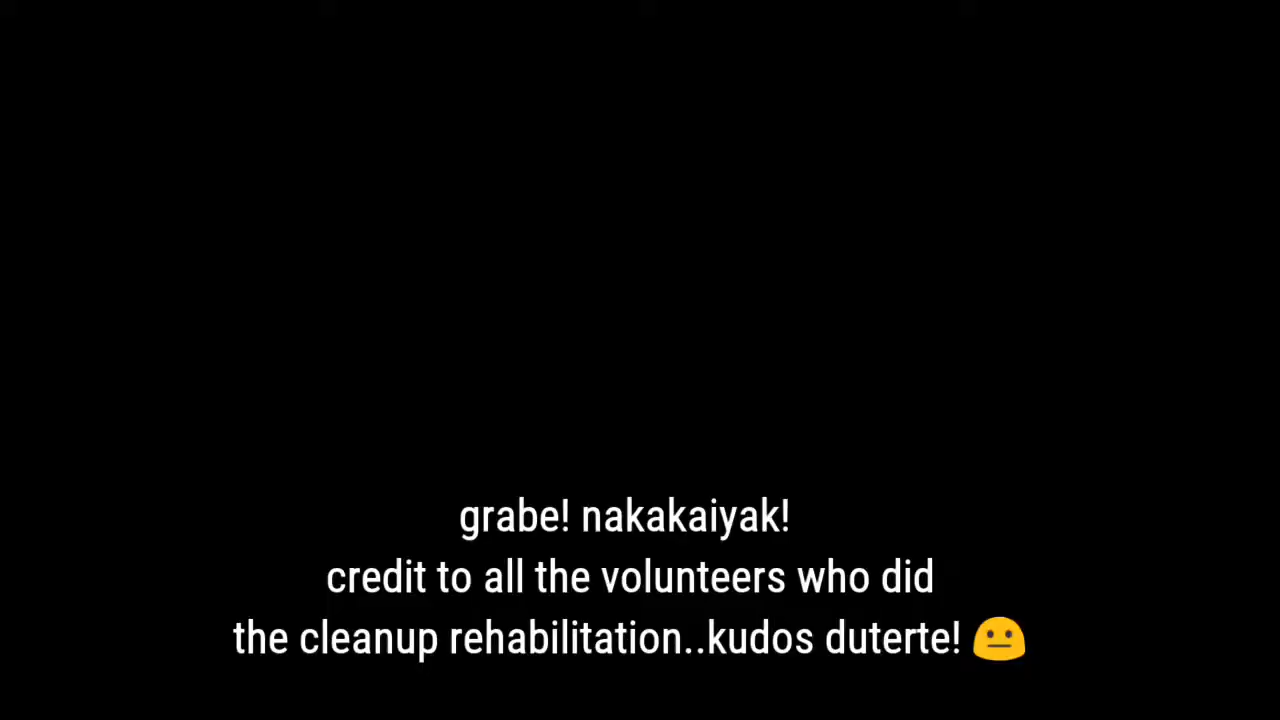 grabe! nakakaiyak!
credit to all the volunteers who did
the cleanup rehabilitation..kudos duterte! 😐